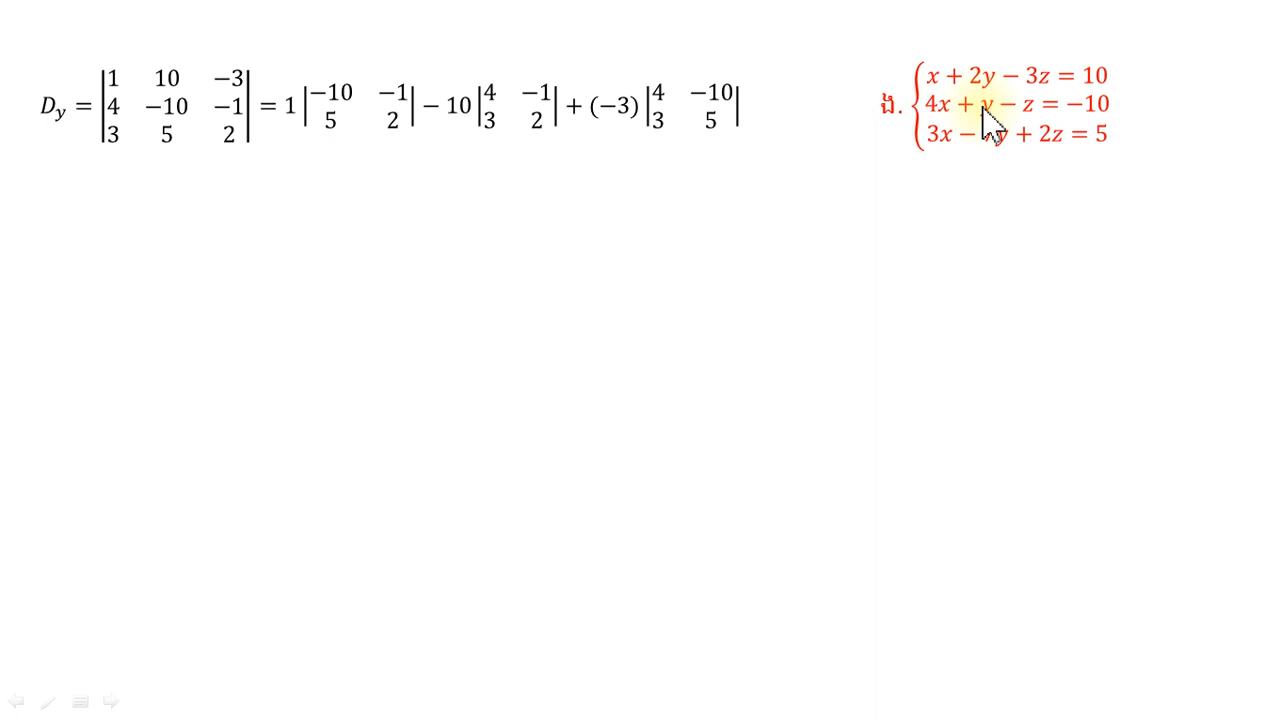 D_y = |1 10 −3; 4 −10 −1; 3 5 2| = 1 |−10 −1; 5 2| − 10 |4 −1; 3 2| + (−3) |4 −10; 3 5|
ង. { x + 2y − 3z = 10
4x + y − z = −10
3x − y + 2z = 5